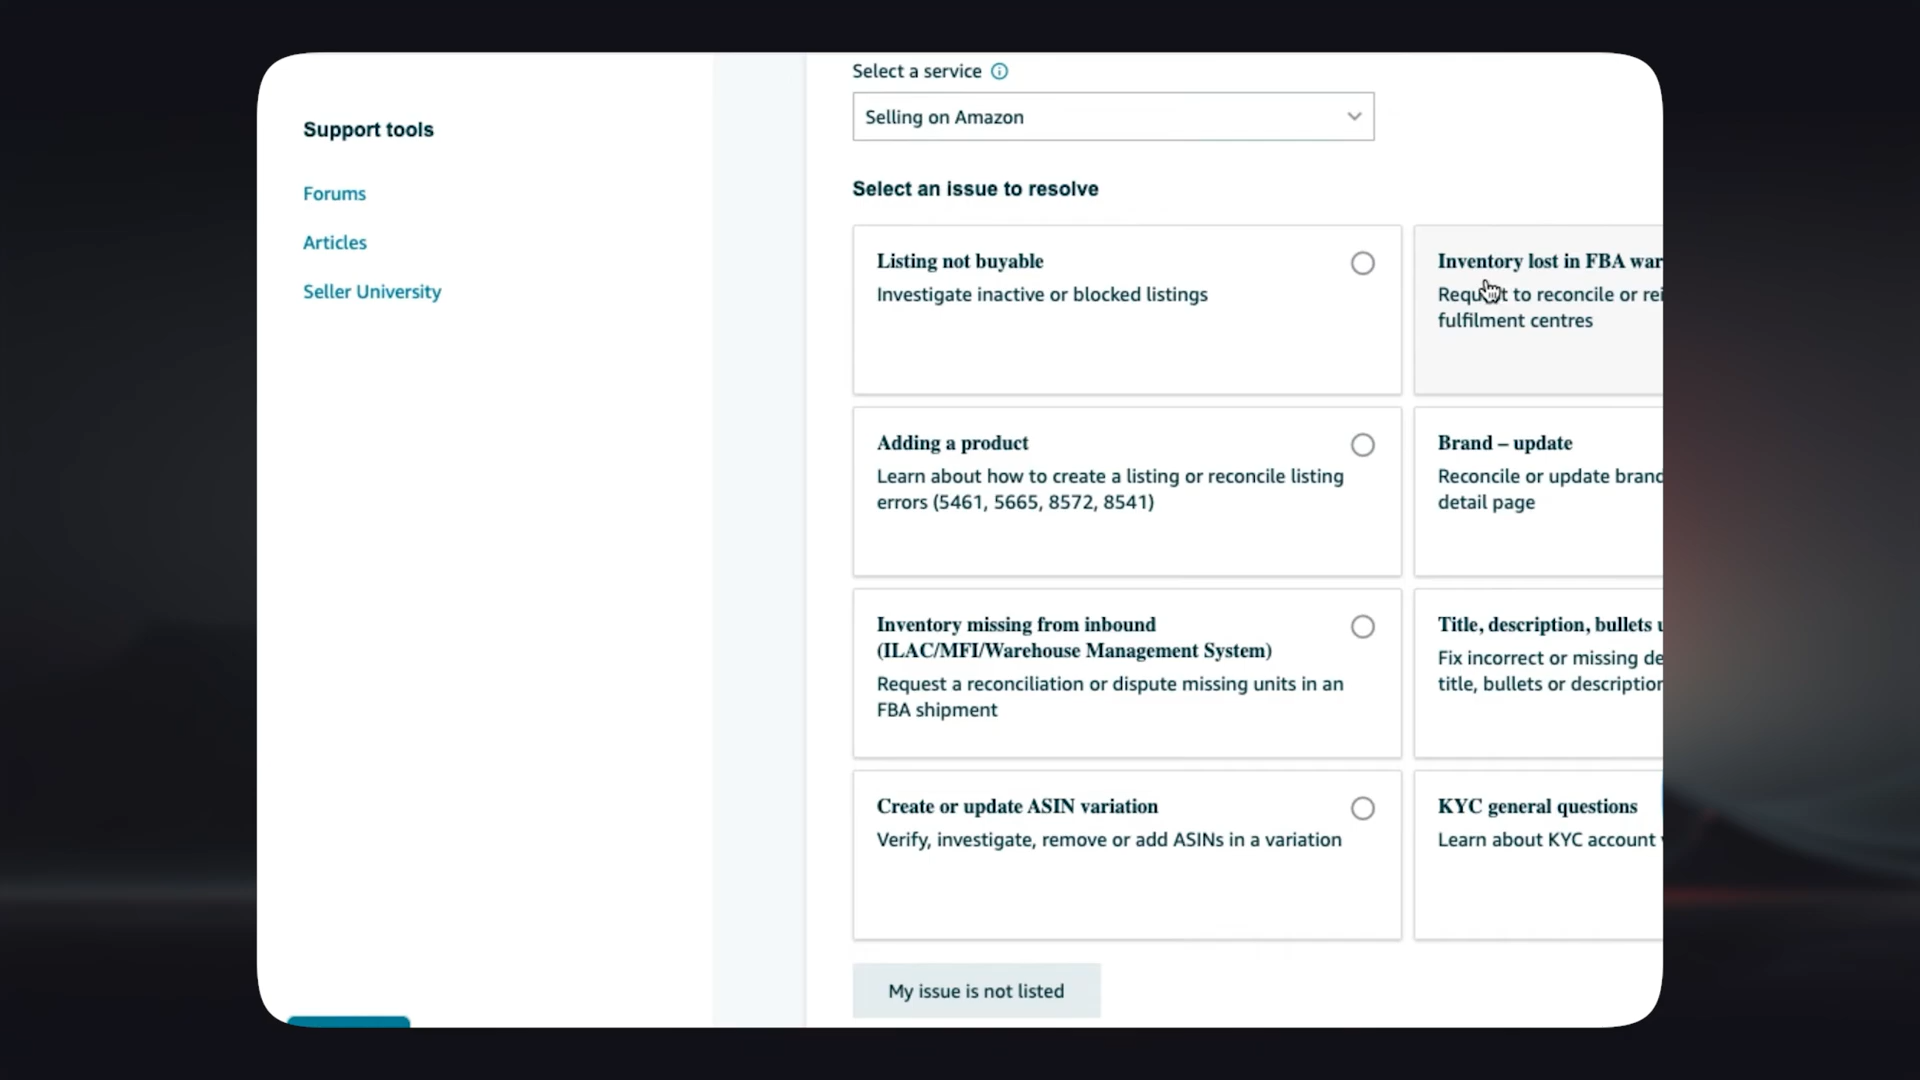 Support tools
Forums
Articles
Seller University
Select a service
Selling on Amazon
Select an issue to resolve
Listing not buyable
Investigate inactive or blocked listings
Inventory lost in FBA
to reconcile or
fulfilment centres
Adding a product
Learn about how to create a listing or reconcile listing
errors (5461, 5665, 8572, 8541)
Brand – update
Reconcile or update brand
detail page
Inventory missing from inbound
(ILAC/MFI/Warehouse Management System)
Request a reconciliation or dispute missing units in an
FBA shipment
Title, description, bullets
Fix incorrect or missing
title, bullets or description
Create or update ASIN variation
Verify, investigate, remove or add ASINs in a variation
KYC general questions
Learn about KYC account
My issue is not listed